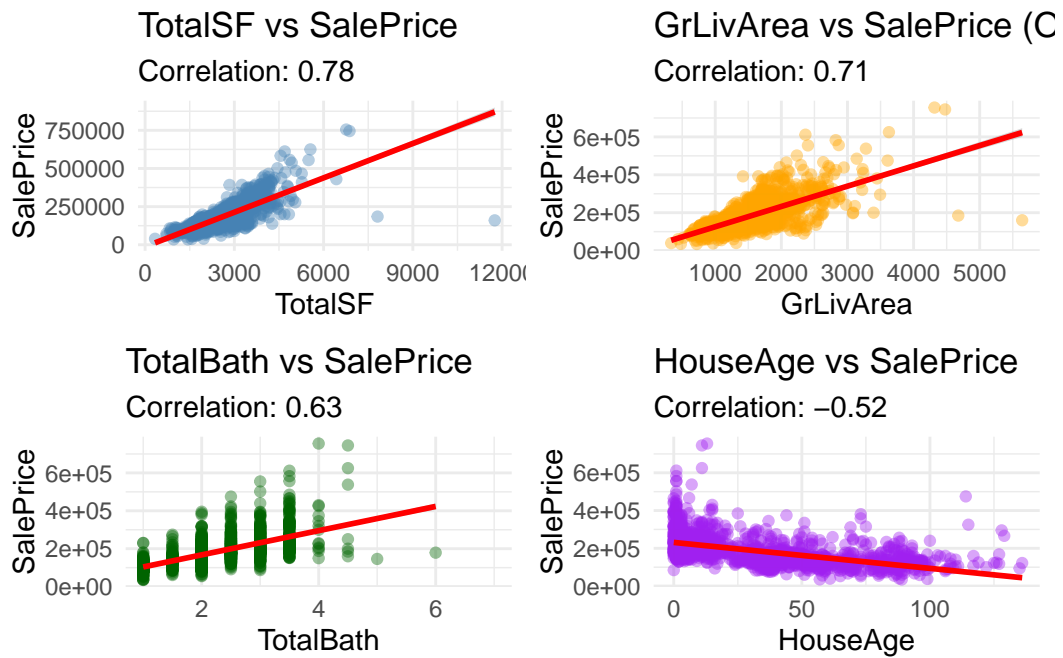 TotalSF vs SalePrice
Correlation: 0.78
SalePrice
750000
500000
250000
0
0 3000 6000 9000 12000
TotalSF
GrLivArea vs SalePrice (C
Correlation: 0.71
SalePrice
6e+05
4e+05
2e+05
0e+00
1000 2000 3000 4000 5000
GrLivArea
TotalBath vs SalePrice
Correlation: 0.63
SalePrice
6e+05
4e+05
2e+05
0e+00
2 4 6
TotalBath
HouseAge vs SalePrice
Correlation: −0.52
SalePrice
6e+05
4e+05
2e+05
0e+00
0 50 100
HouseAge